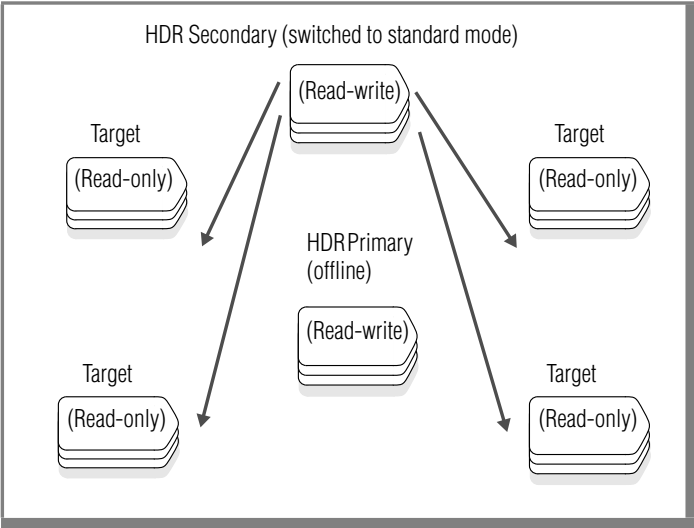 HDR Secondary (switched to standard mode)
(Read-write)
Target
(Read-only)
Target
(Read-only)
HDR Primary
(offline)
(Read-write)
Target
(Read-only)
Target
(Read-only)